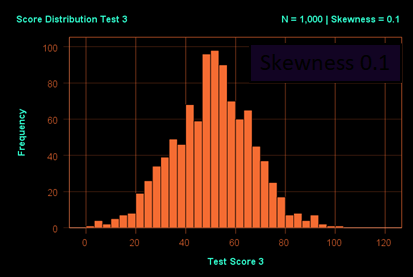 Score Distribution Test 3
N = 1,000 | Skewness = 0.1
Skewness 0.1
100
80
60
40
20
0
Frequency
0 20 40 60 80 100 120
Test Score 3